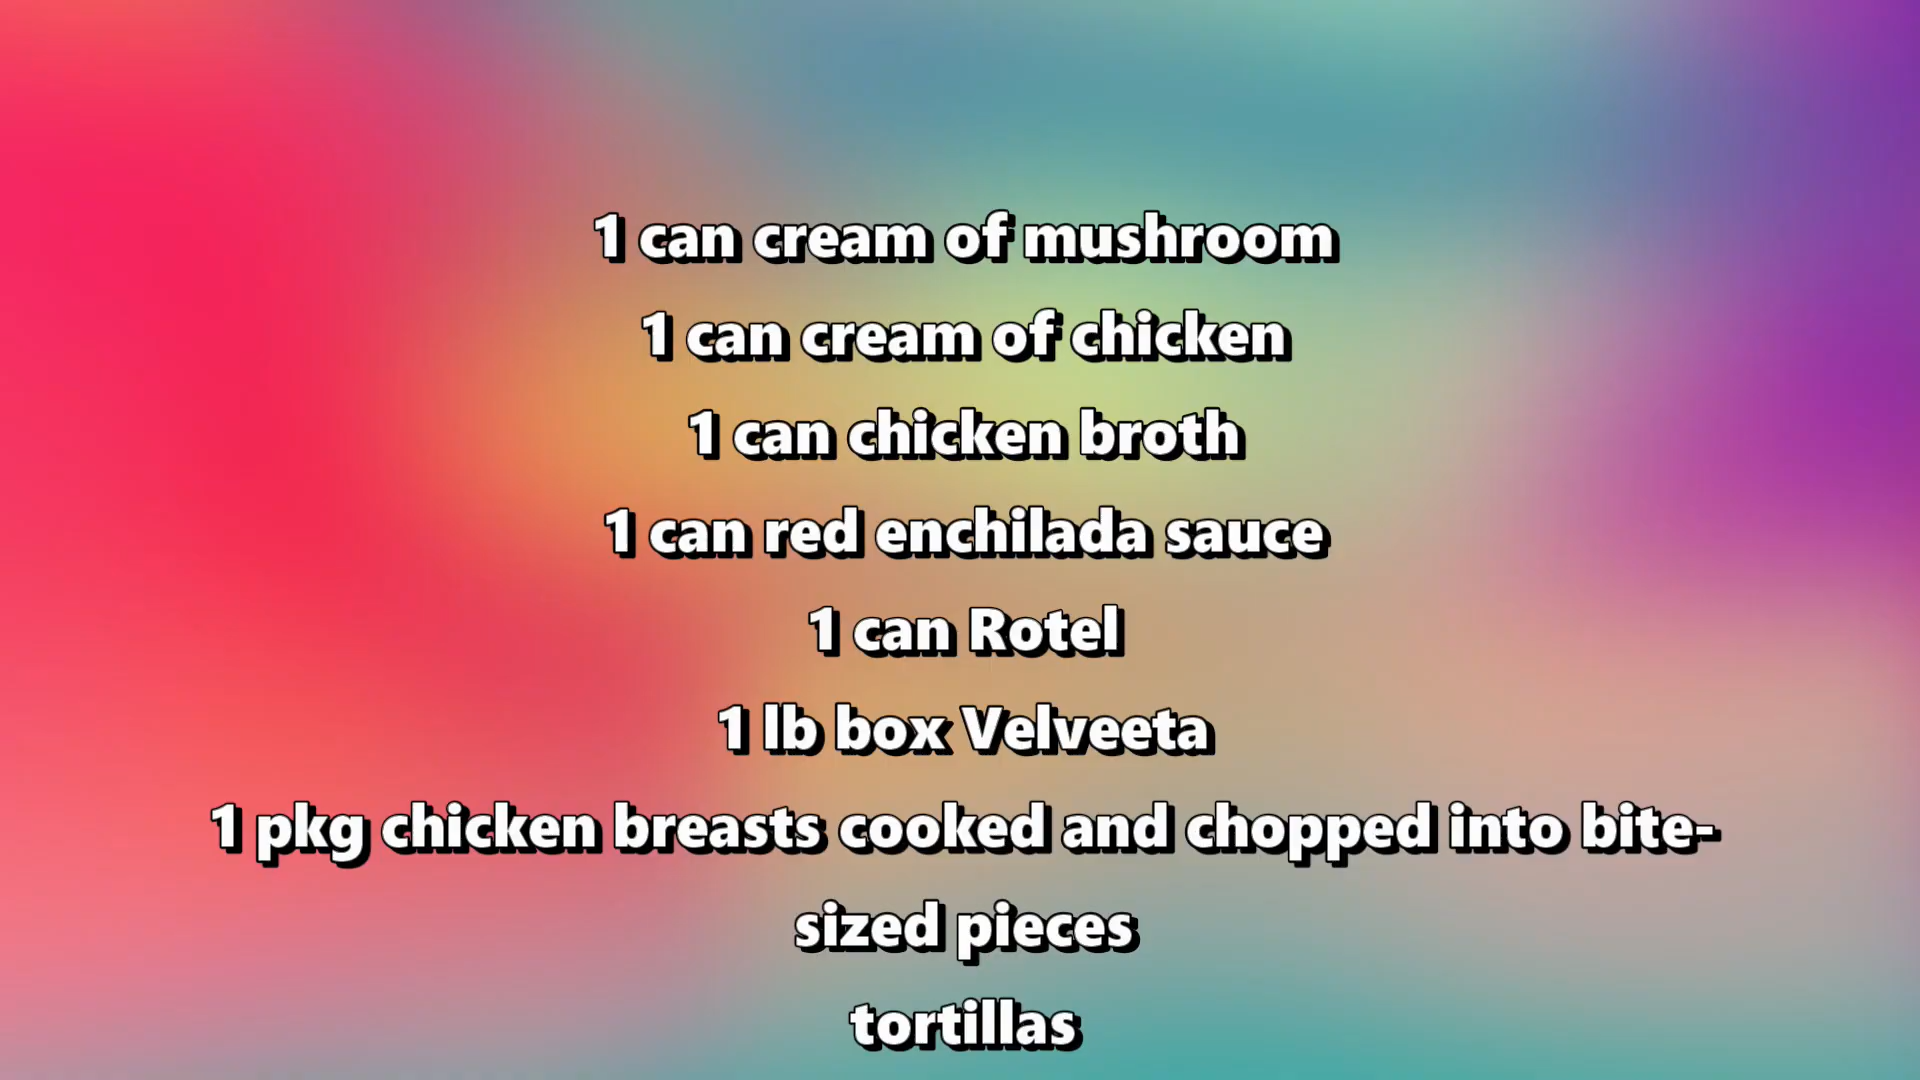 1 can cream of mushroom
1 can cream of chicken
1 can chicken broth
1 can red enchilada sauce
1 can Rotel
1 lb box Velveeta
1 pkg chicken breasts cooked and chopped into bite-
sized pieces
tortillas